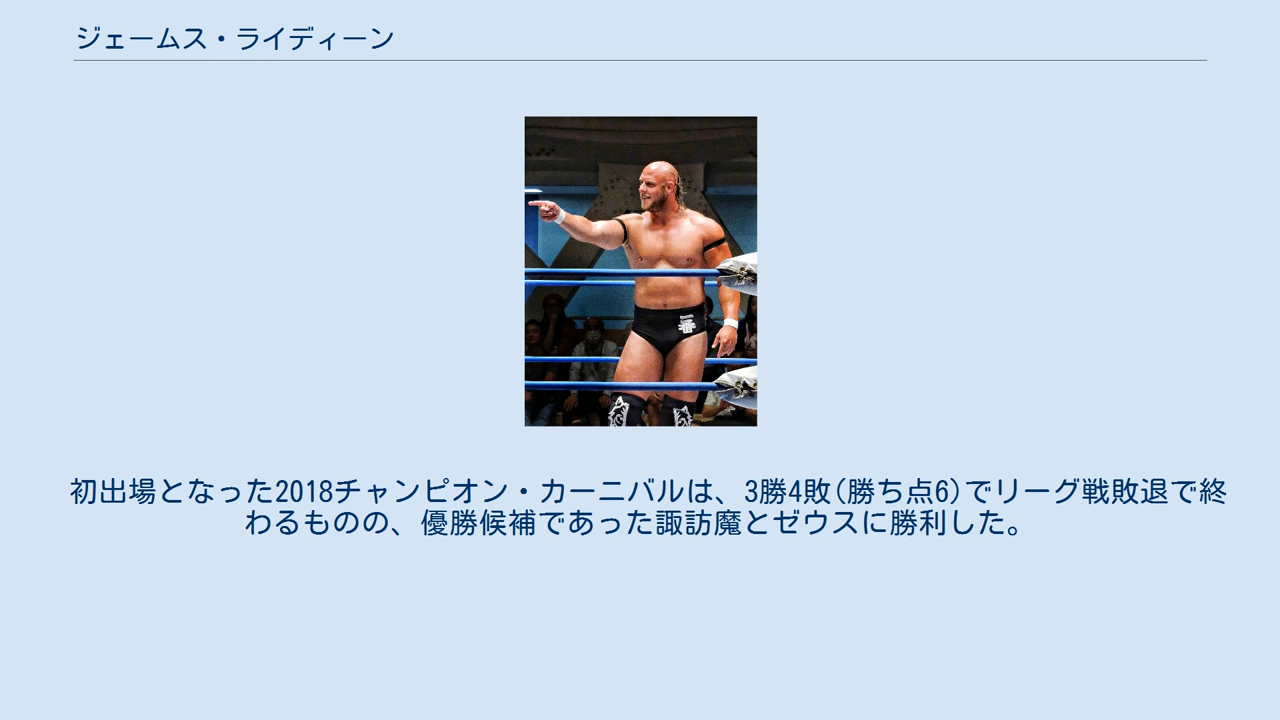 ジェームス・ライディーン
初出場となった2018チャンピオン・カーニバルは、3勝4敗(勝ち点6)でリーグ戦敗退で終
わるものの、優勝候補であった諏訪魔とゼウスに勝利した。